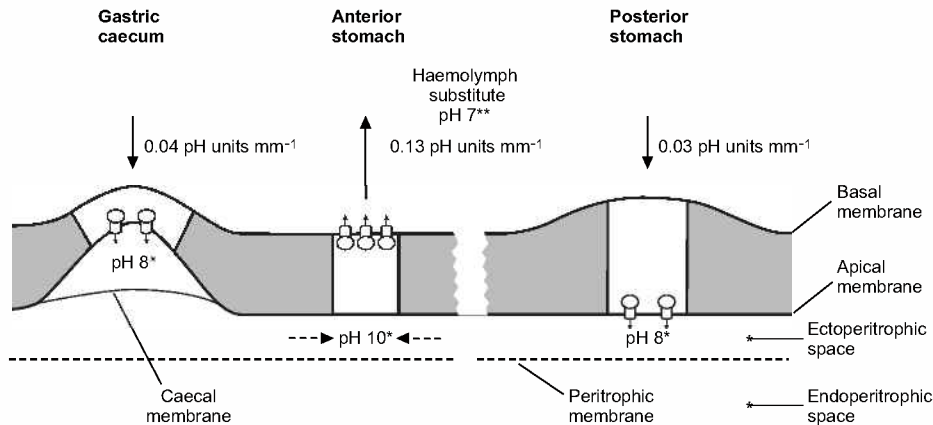 Gastric
caecum
Anterior
stomach
Posterior
stomach
Haemolymph
substitute
pH 7**
0.04 pH units mm⁻¹
0.13 pH units mm⁻¹
0.03 pH units mm⁻¹
Basal
membrane
pH 8*
Apical
membrane
pH 10*
pH 8*
* Ectoperitrophic
space
Caecal
membrane
Peritrophic
membrane
* Endoperitrophic
space